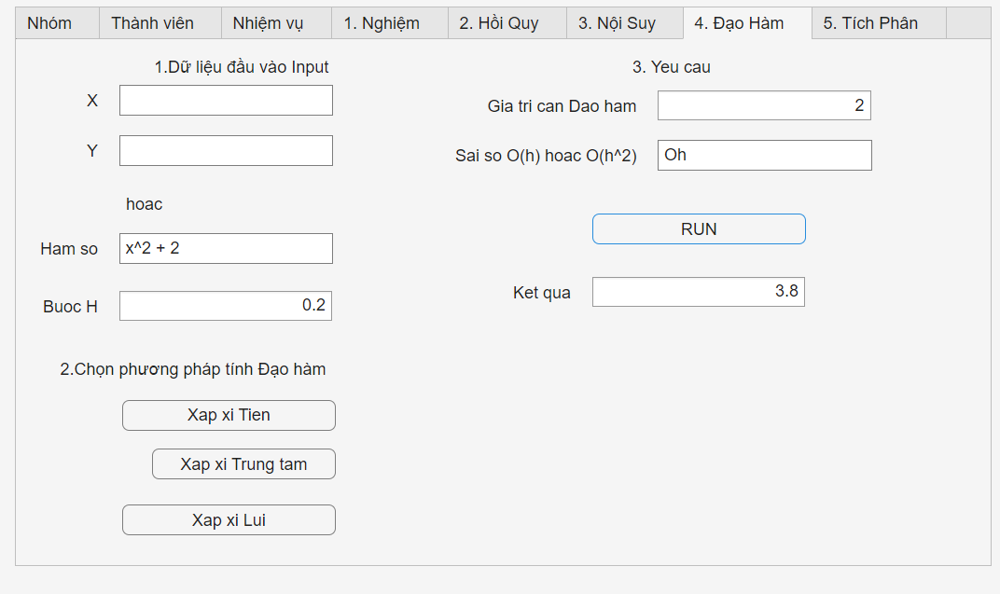 Nhóm Thành viên Nhiệm vụ 1. Nghiệm 2. Hồi Quy 3. Nội Suy 4. Đạo Hàm 5. Tích Phân
1.Dữ liệu đầu vào Input
X
Y
hoac
Ham so x^2 + 2
Buoc H 0.2
2.Chọn phương pháp tính Đạo hàm
Xap xi Tien
Xap xi Trung tam
Xap xi Lui
3. Yeu cau
Gia tri can Dao ham 2
Sai so O(h) hoac O(h^2) Oh
RUN
Ket qua 3.8